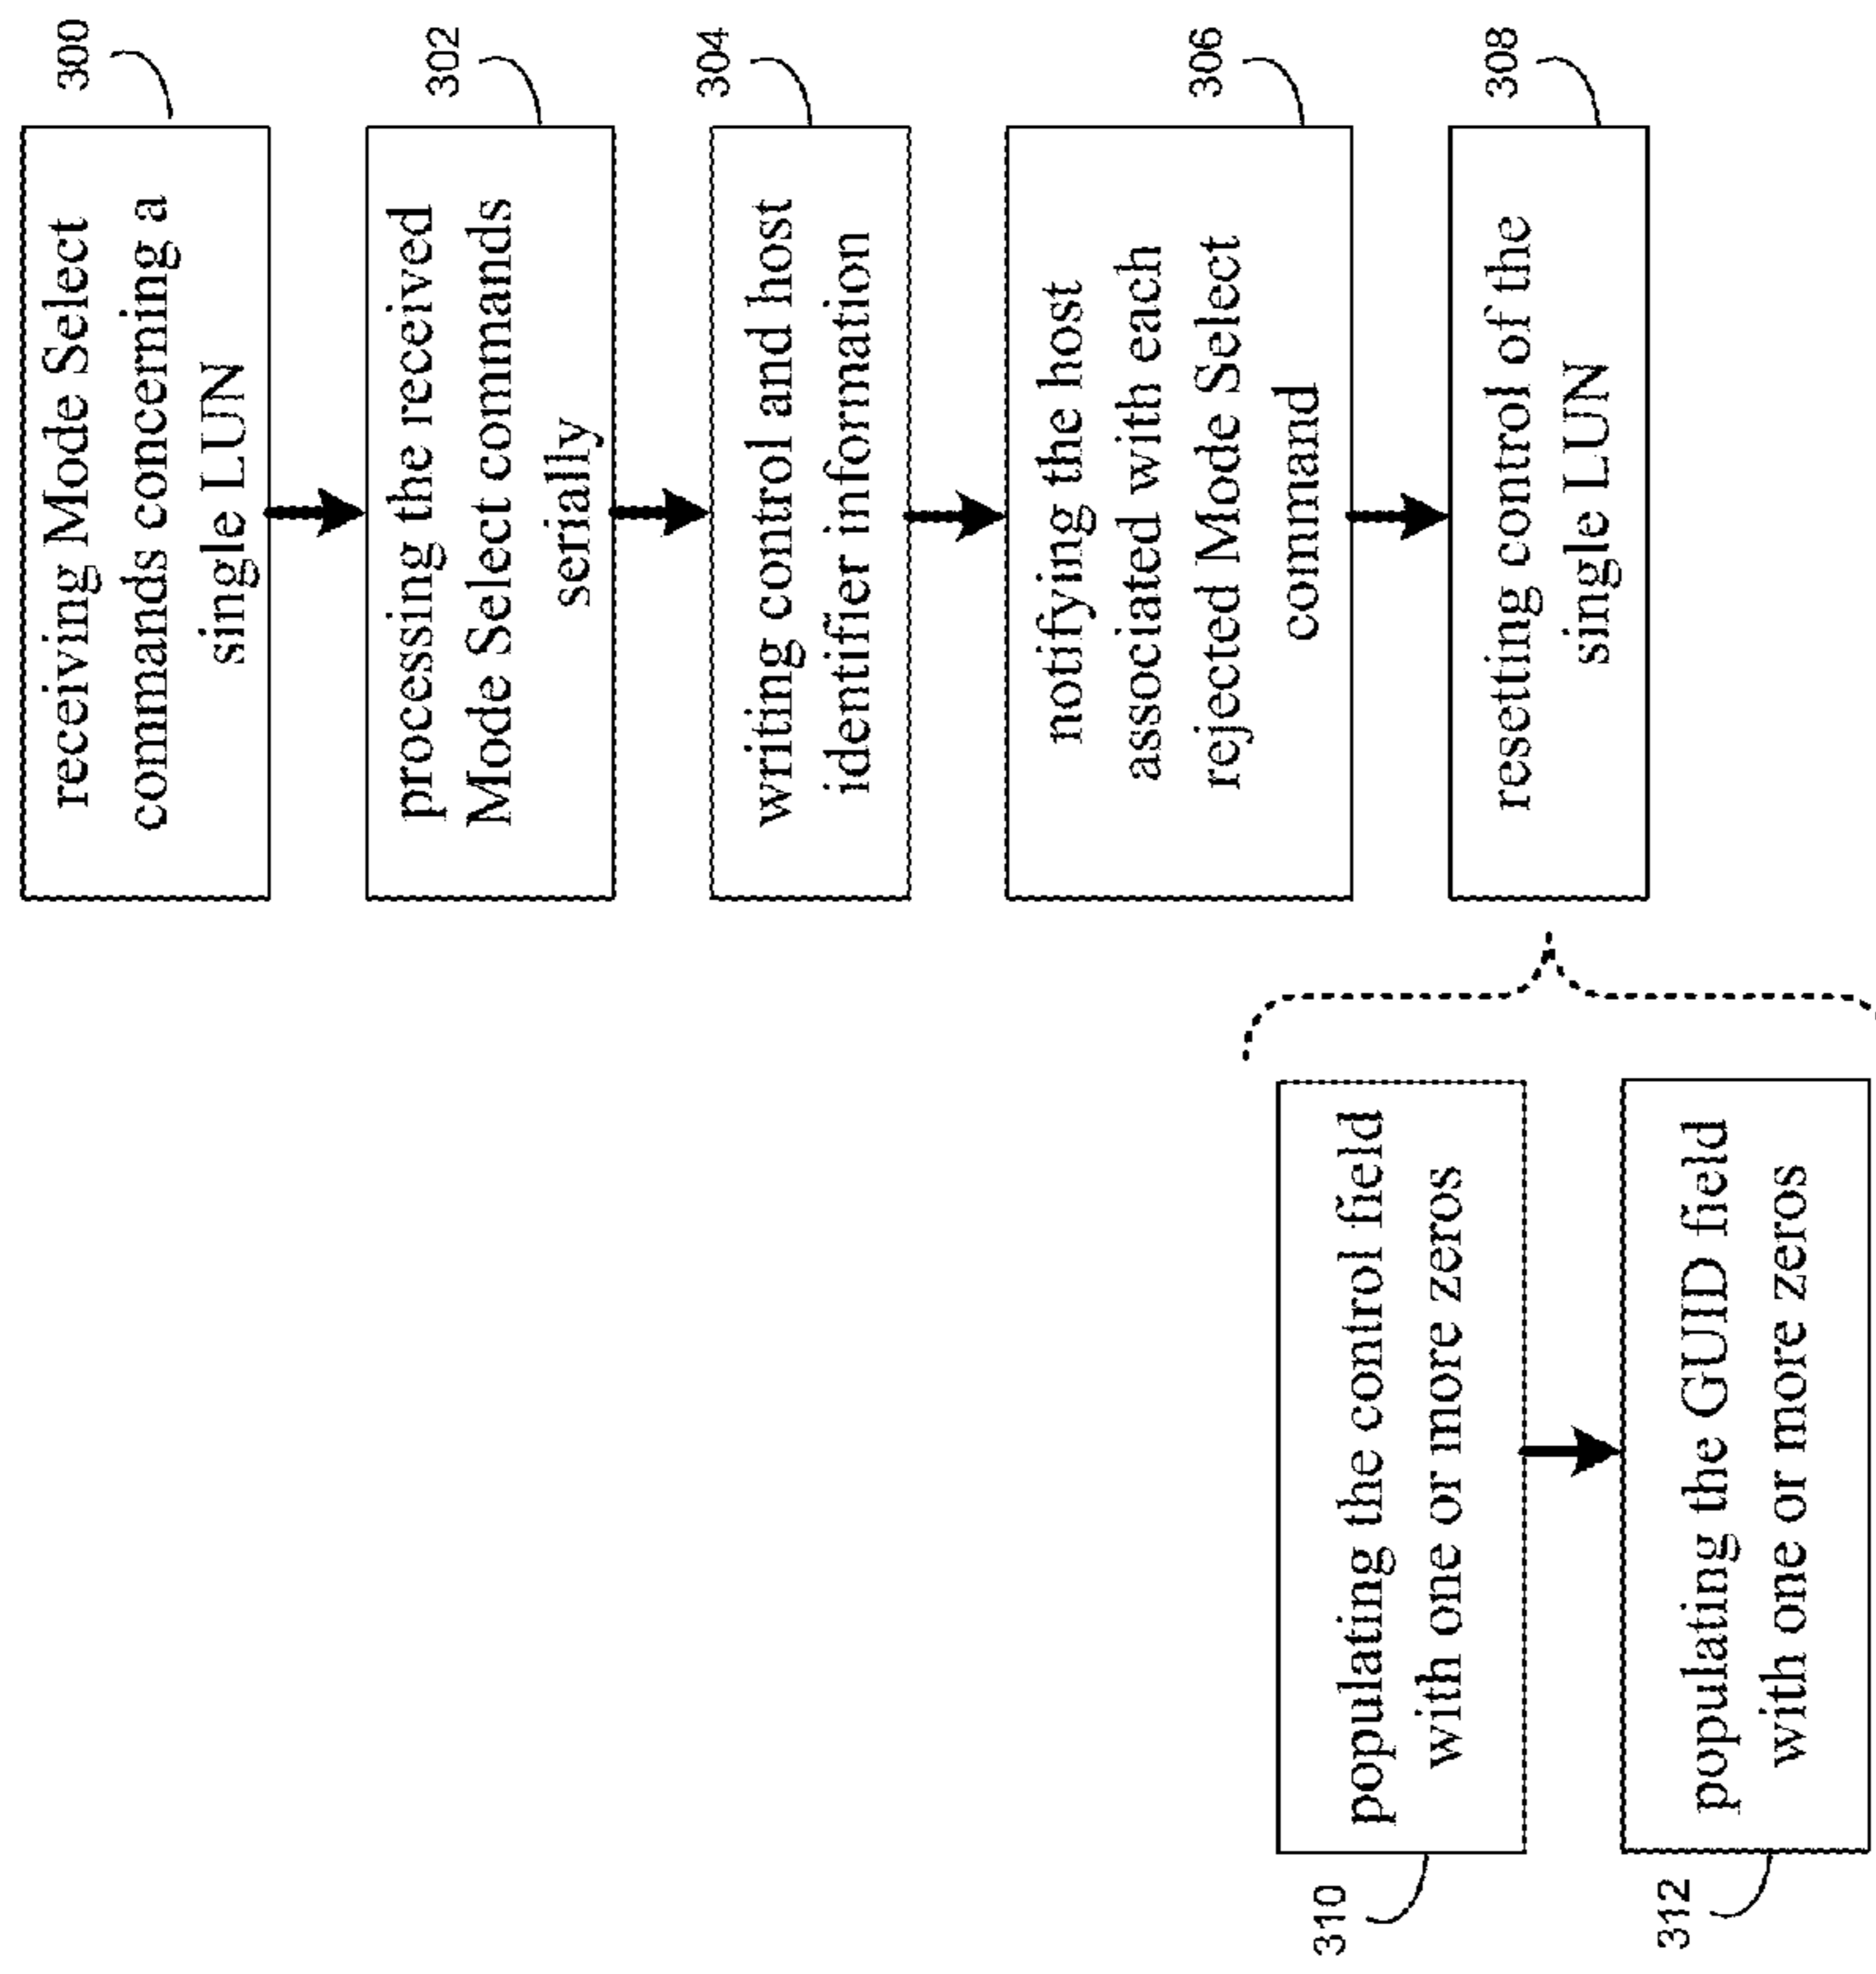 receiving Mode Select
commands concerning a
single LUN
300
processing the received
Mode Select commands
serially
302
writing control and host
identifier information
304
notifying the host
associated with each
rejected Mode Select
command
306
resetting control of the
single LUN
308
populating the control field
with one or more zeros
310
populating the GUID field
with one or more zeros
312